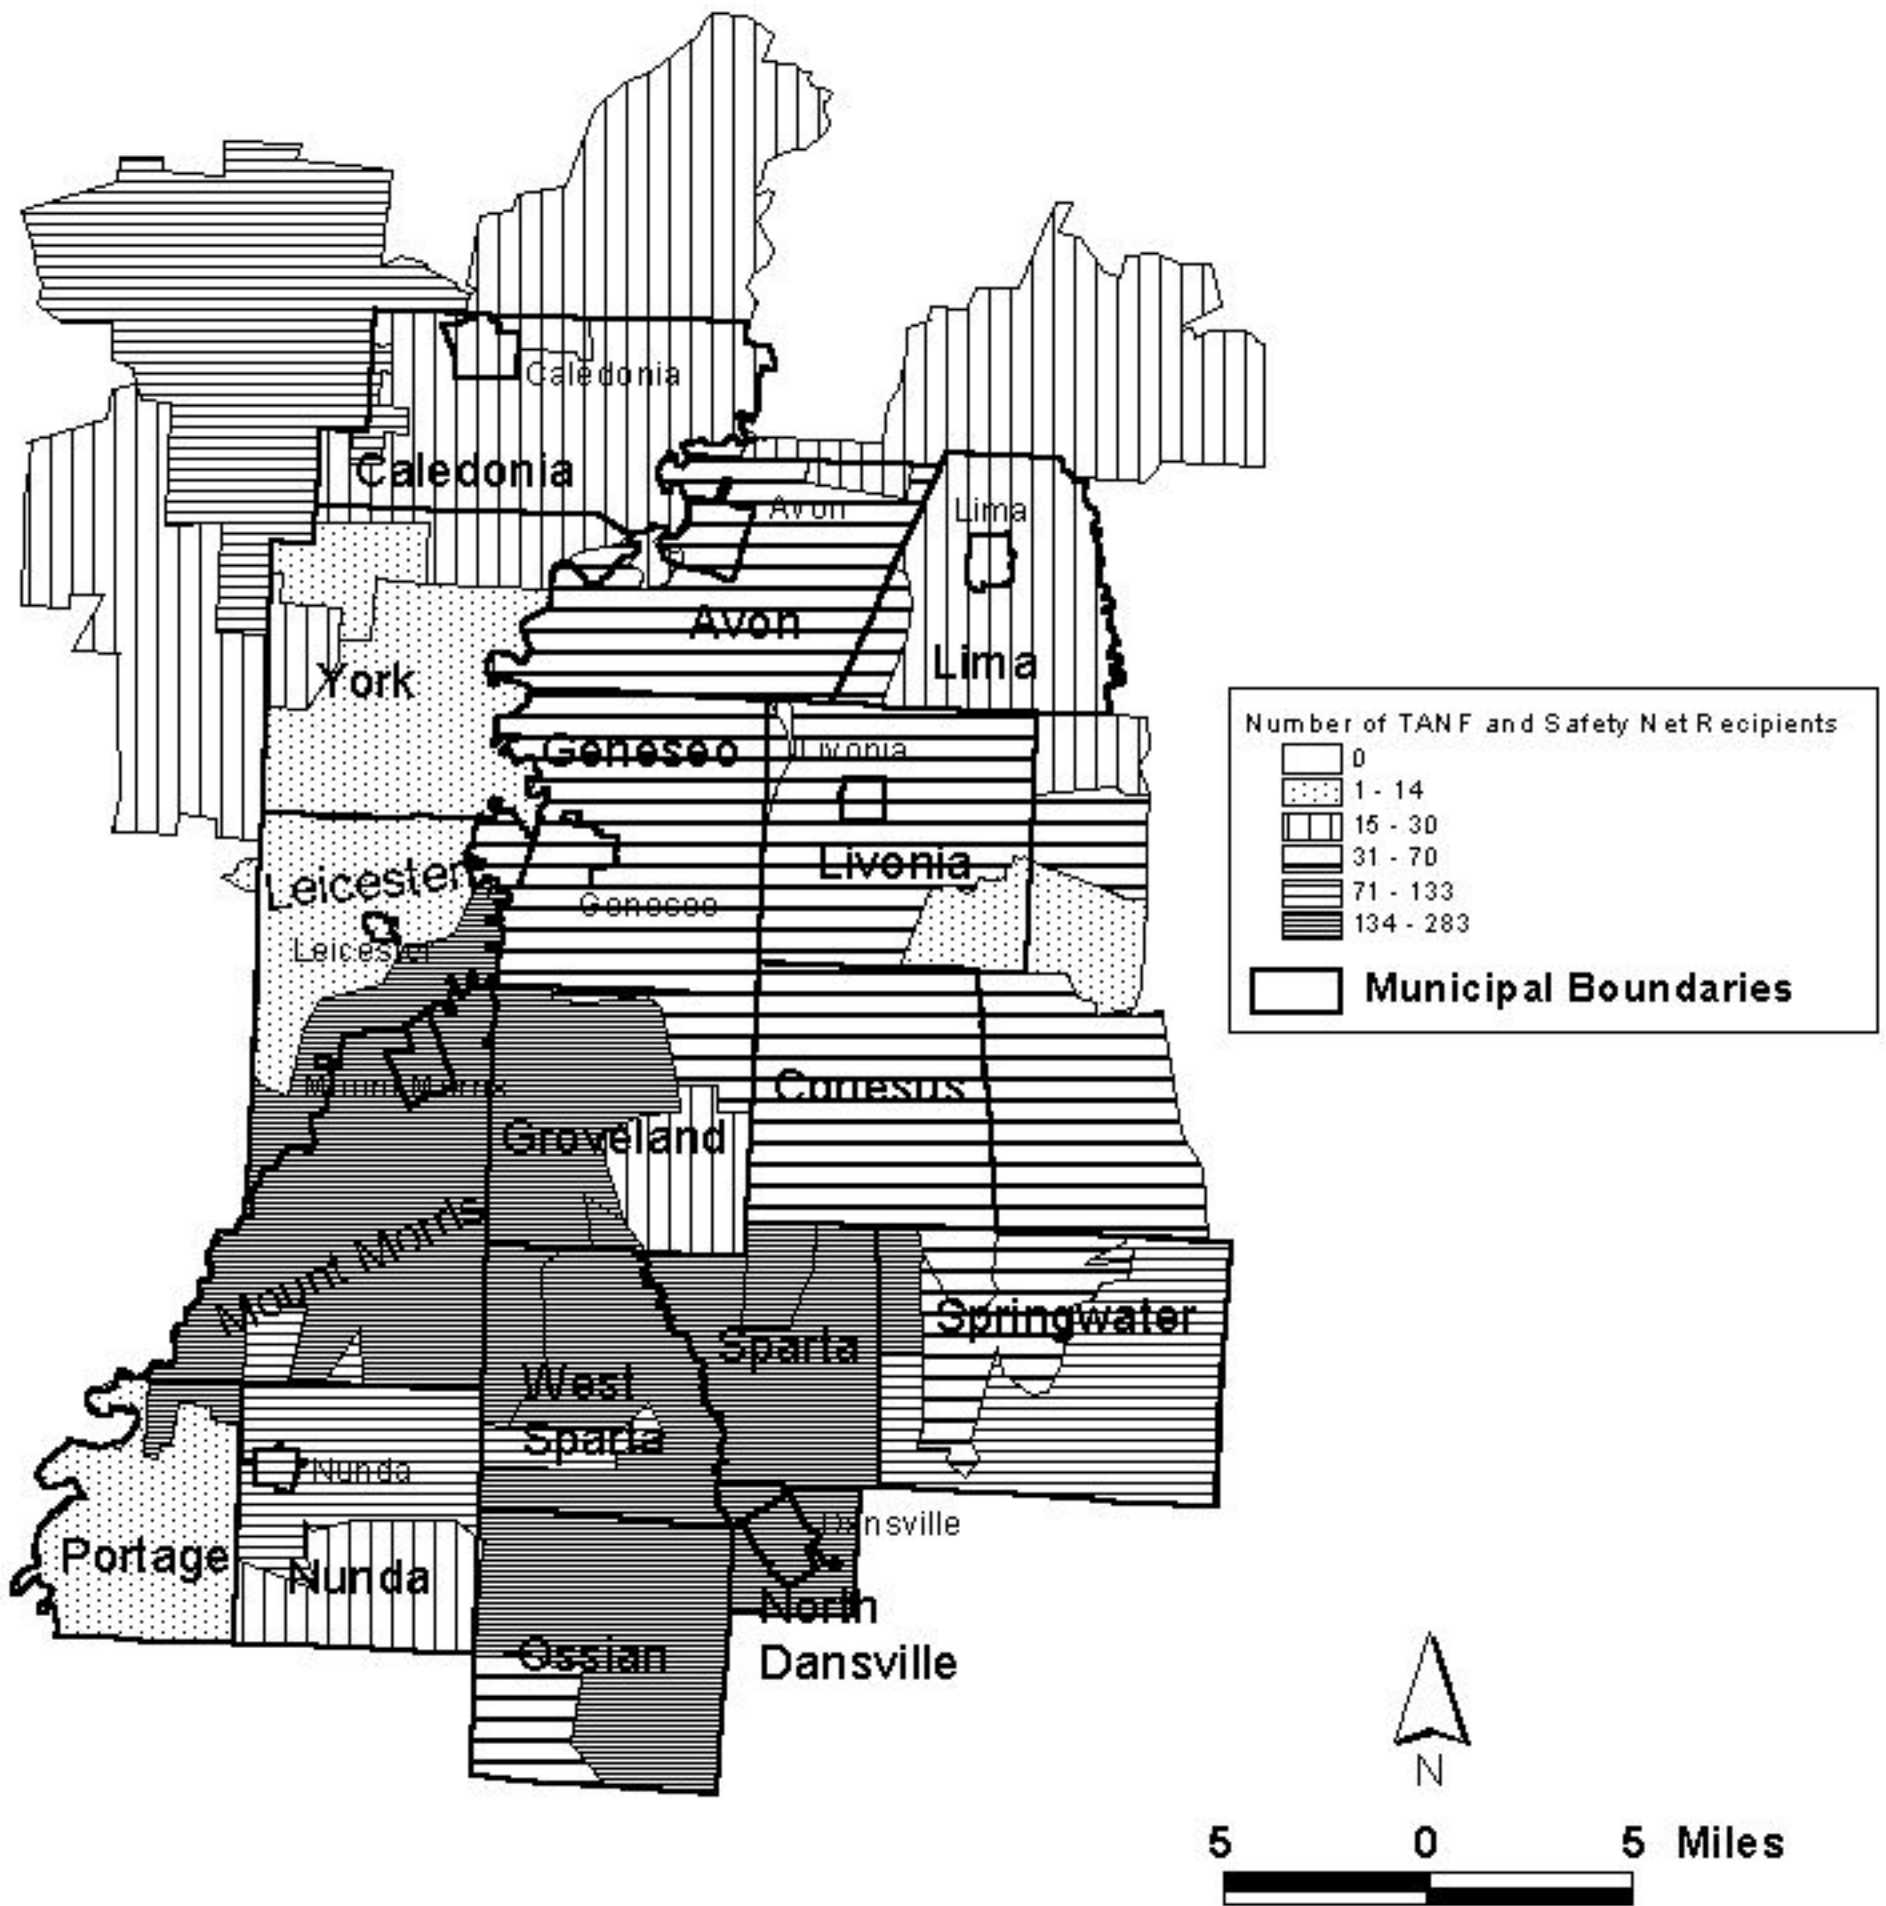 Caledonia
Caledonia
Avon
Lima
Avon
Lima
York
Number of TANF and Safety Net Recipients
0
1 - 14
15 - 30
31 - 70
71 - 133
134 - 283
Municipal Boundaries
Geneseo
Livonia
Livonia
Leicester
Geneseo
Leicester
Mount Morris
Conesus
Groveland
Mount Morris
Springwater
Sparta
West
Sparta
Nunda
Dansville
Portage
Nunda
North
Dansville
Ossian
N
5 0 5 Miles